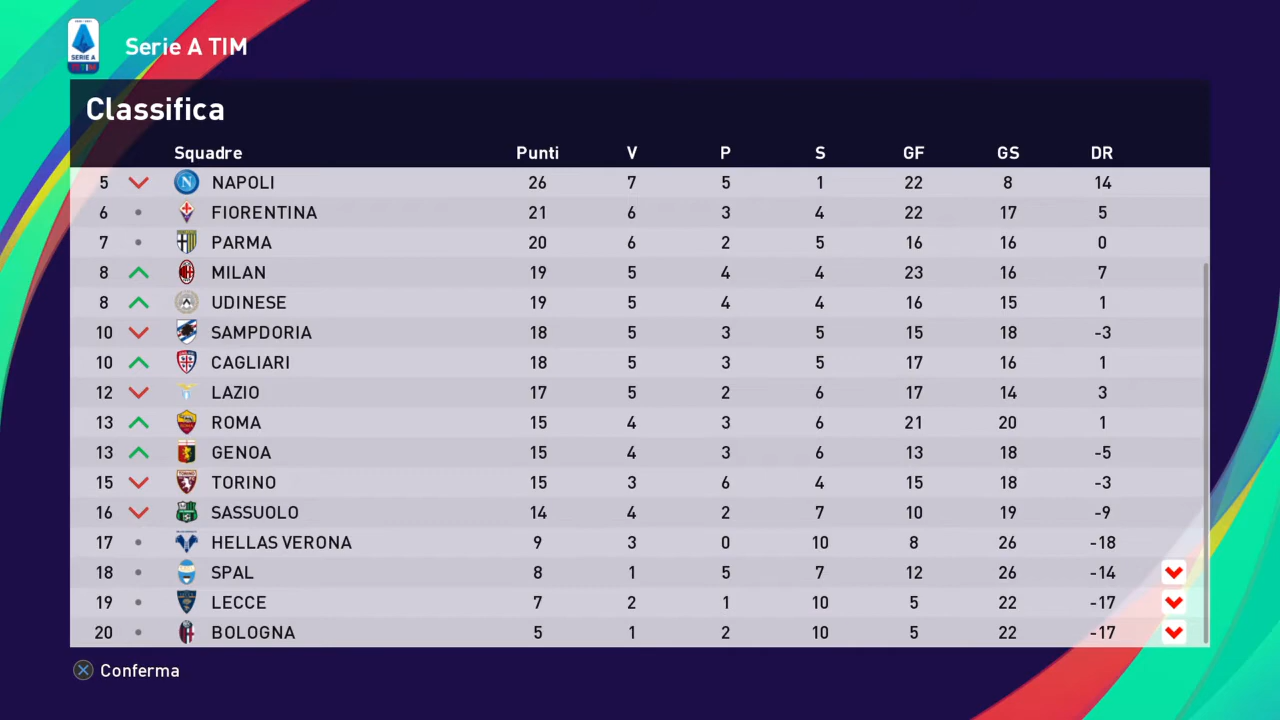 SERIE A
TIM
Serie A TIM
Classifica
Squadre Punti V P S GF GS DR
5 NAPOLI 26 7 5 1 22 8 14
6 FIORENTINA 21 6 3 4 22 17 5
7 PARMA 20 6 2 5 16 16 0
8 MILAN 19 5 4 4 23 16 7
8 UDINESE 19 5 4 4 16 15 1
10 SAMPDORIA 18 5 3 5 15 18 -3
10 CAGLIARI 18 5 3 5 17 16 1
12 LAZIO 17 5 2 6 17 14 3
13 ROMA 15 4 3 6 21 20 1
13 GENOA 15 4 3 6 13 18 -5
15 TORINO 15 3 6 4 15 18 -3
16 SASSUOLO 14 4 2 7 10 19 -9
17 HELLAS VERONA 9 3 0 10 8 26 -18
18 SPAL 8 1 5 7 12 26 -14
19 LECCE 7 2 1 10 5 22 -17
20 BOLOGNA 5 1 2 10 5 22 -17
Conferma